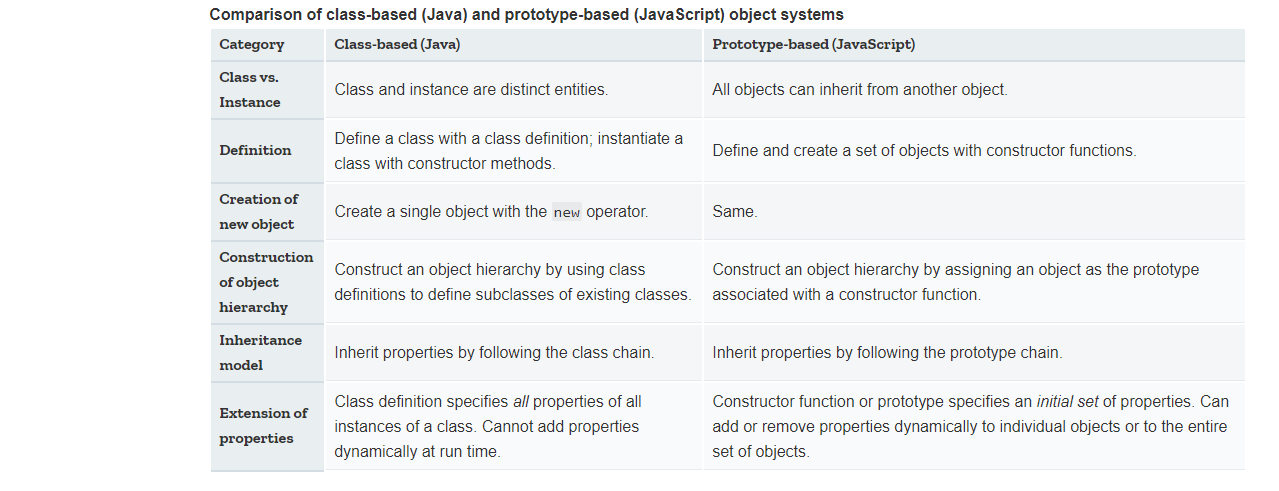 Comparison of class-based (Java) and prototype-based (JavaScript) object systems
Category
Class-based (Java)
Prototype-based (JavaScript)
Class vs.
Instance
Class and instance are distinct entities.
All objects can inherit from another object.
Definition
Define a class with a class definition; instantiate a
class with constructor methods.
Define and create a set of objects with constructor functions.
Creation of
new object
Create a single object with the new operator.
Same.
Construction
of object
hierarchy
Construct an object hierarchy by using class
definitions to define subclasses of existing classes.
Construct an object hierarchy by assigning an object as the prototype
associated with a constructor function.
Inheritance
model
Inherit properties by following the class chain.
Inherit properties by following the prototype chain.
Extension of
properties
Class definition specifies all properties of all
instances of a class. Cannot add properties
dynamically at run time.
Constructor function or prototype specifies an initial set of properties. Can
add or remove properties dynamically to individual objects or to the entire
set of objects.